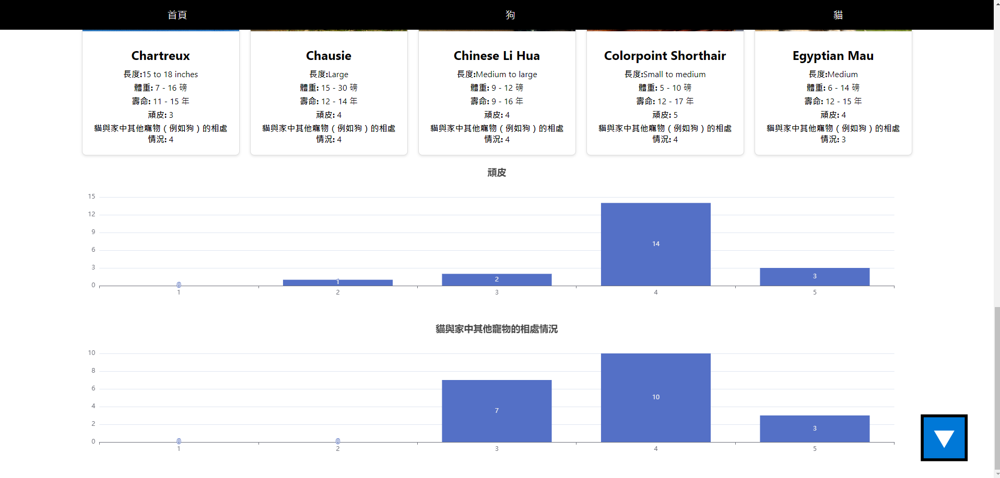 首頁 狗 貓
Chartreux
長度:15 to 18 inches
體重: 7 - 16 磅
壽命: 11 - 15 年
頑皮: 3
貓與家中其他寵物（例如狗）的相處
情況: 4
Chausie
長度:Large
體重: 15 - 30 磅
壽命: 12 - 14 年
頑皮: 4
貓與家中其他寵物（例如狗）的相處
情況: 4
Chinese Li Hua
長度:Medium to large
體重: 9 - 12 磅
壽命: 9 - 16 年
頑皮: 4
貓與家中其他寵物（例如狗）的相處
情況: 4
Colorpoint Shorthair
長度:Small to medium
體重: 5 - 10 磅
壽命: 12 - 17 年
頑皮: 5
貓與家中其他寵物（例如狗）的相處
情況: 4
Egyptian Mau
長度:Medium
體重: 6 - 14 磅
壽命: 12 - 15 年
頑皮: 4
貓與家中其他寵物（例如狗）的相處
情況: 3
頑皮
15
12
9
6
3
0
0 1 2 14 3
1 2 3 4 5
貓與家中其他寵物的相處情況
10
8
6
4
2
0
0 0 7 10 3
1 2 3 4 5